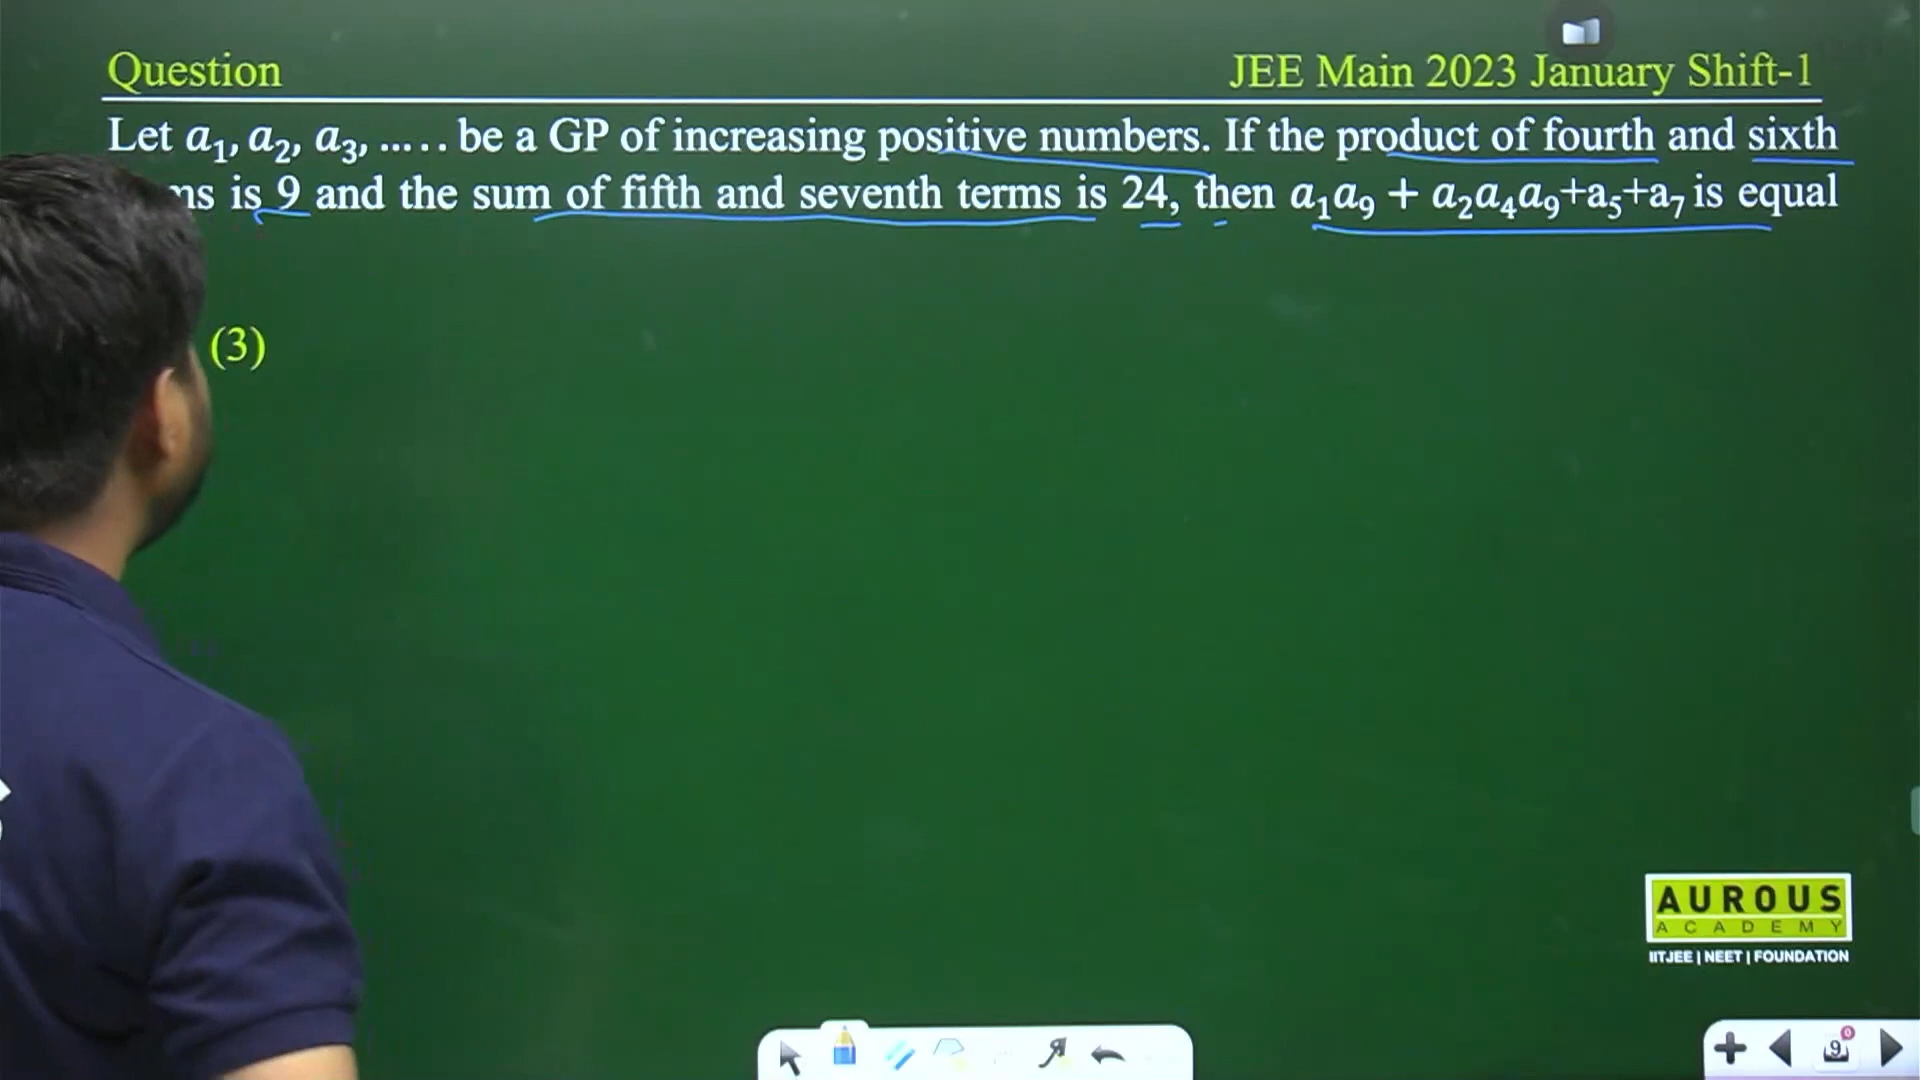 Question
JEE Main 2023 January Shift-1
Let a₁, a₂, a₃, ..... be a GP of increasing positive numbers. If the product of fourth and sixth
is 9 and the sum of fifth and seventh terms is 24, then a₁a₉ + a₂a₄a₉+a₅+a₇ is equal
(3)
AUROUS
ACADEMY
IITJEE | NEET | FOUNDATION
9
0